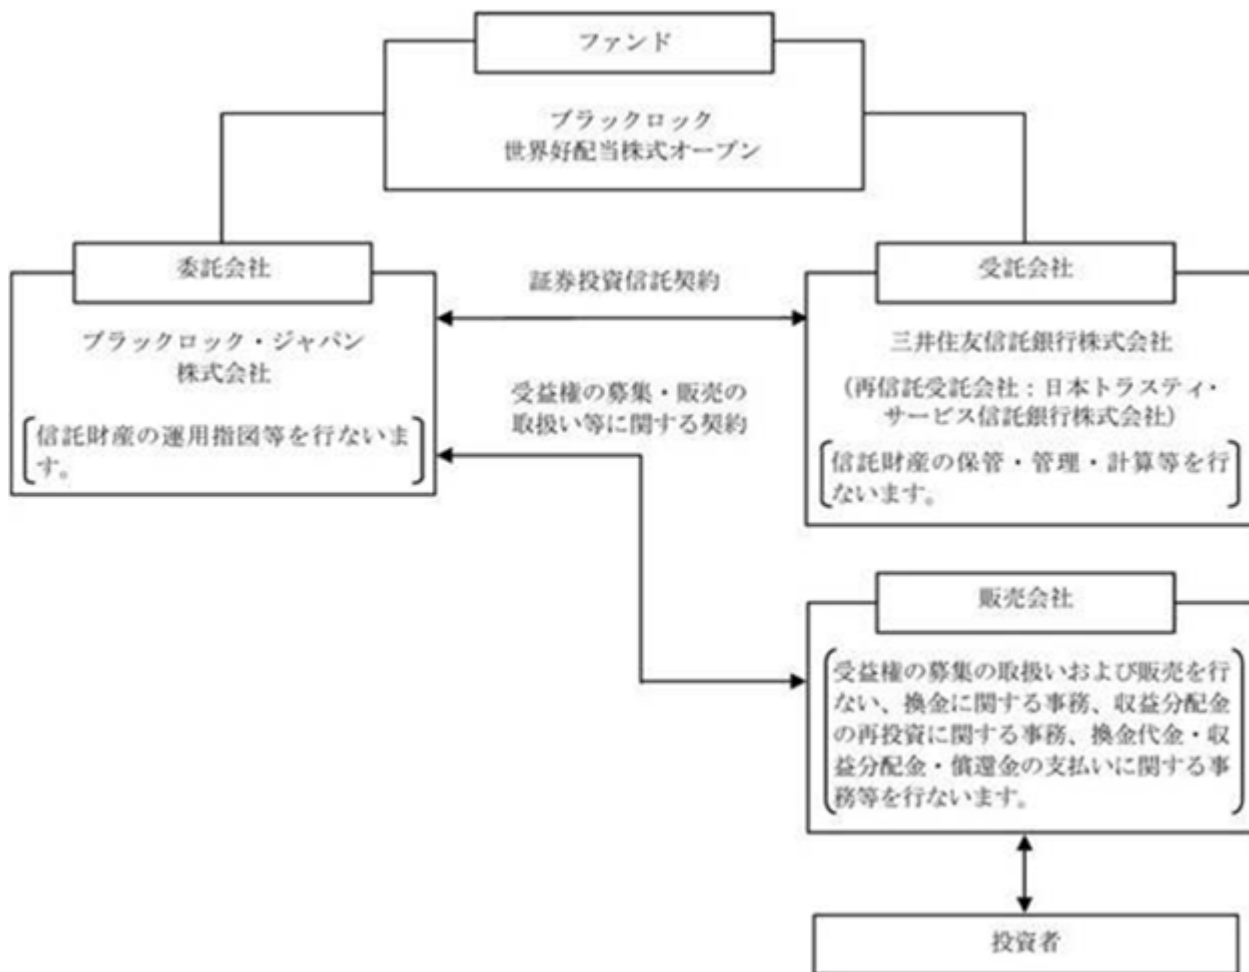 ファンド
ブラックロック
世界好配当株式オープン
委託会社
ブラックロック・ジャパン
株式会社
信託財産の運用指図等を行ないま
す。
証券投資信託契約
受益権の募集・販売の
取扱い等に関する契約
受託会社
三井住友信託銀行株式会社
(再信託受託会社：日本トラスティ・
サービス信託銀行株式会社)
信託財産の保管・管理・計算等を行
ないます。
販売会社
受益権の募集の取扱いおよび販売を行
ない、換金に関する事務、収益分配金
の再投資に関する事務、換金代金・収
益分配金・償還金の支払いに関する事
務等を行ないます。
投資者